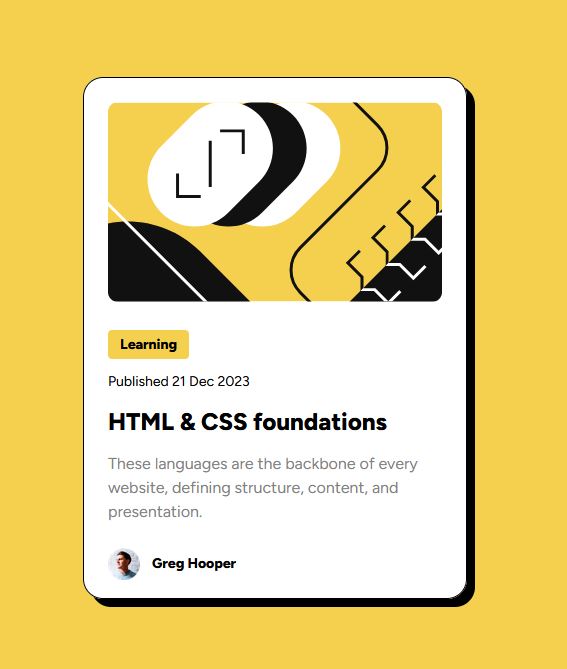 Learning
Published 21 Dec 2023
HTML & CSS foundations
These languages are the backbone of every
website, defining structure, content, and
presentation.
Greg Hooper